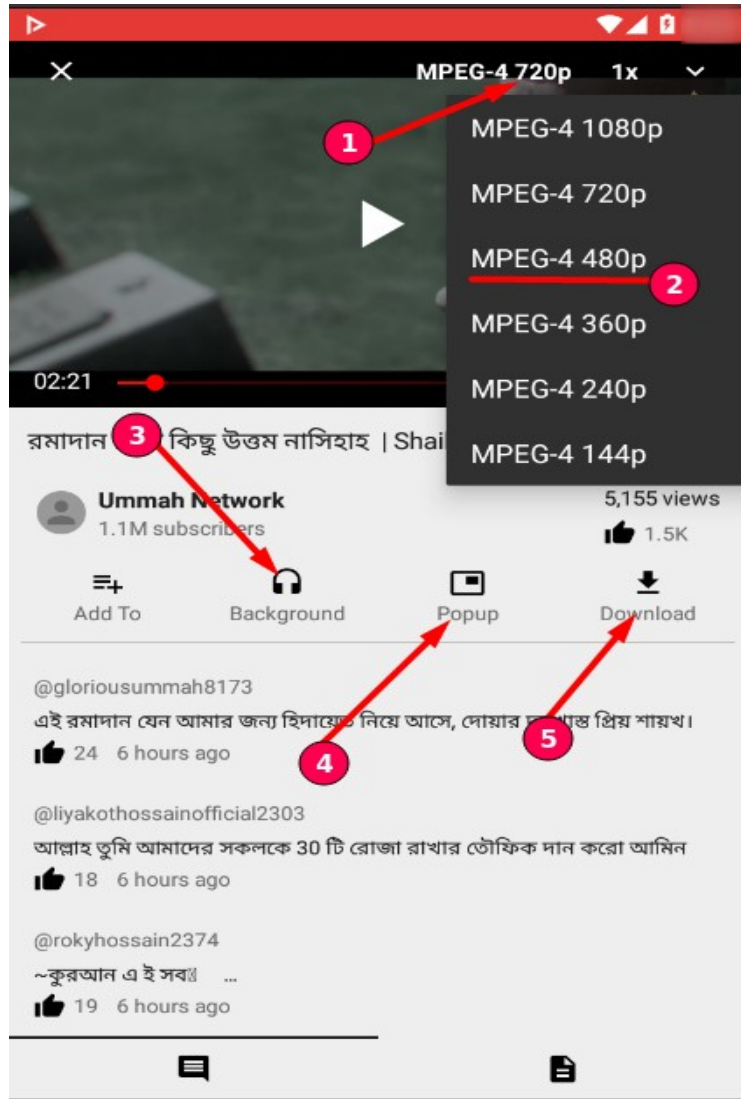 MPEG-4 720p 1x
1
MPEG-4 1080p
MPEG-4 720p
MPEG-4 480p
2
MPEG-4 360p
MPEG-4 240p
MPEG-4 144p
02:21
রমাদান কিছু উত্তম নাসিহাহ | Shai
3
Ummah Network
1.1M subscribers
5,155 views
1.5K
Add To Background Popup Download
@gloriousummah8173
এই রমাদান যেন আমার জন্য হিদায়েত নিয়ে আসে, দোয়ার প্রিয় শায়খ।
24 6 hours ago
4
5
@liyakothossainofficial2303
আল্লাহ তুমি আমাদের সকলকে 30 টি রোজা রাখার তৌফিক দান করো আমিন
18 6 hours ago
@rokyhossain2374
~কুরআন এ ই সব ...
19 6 hours ago